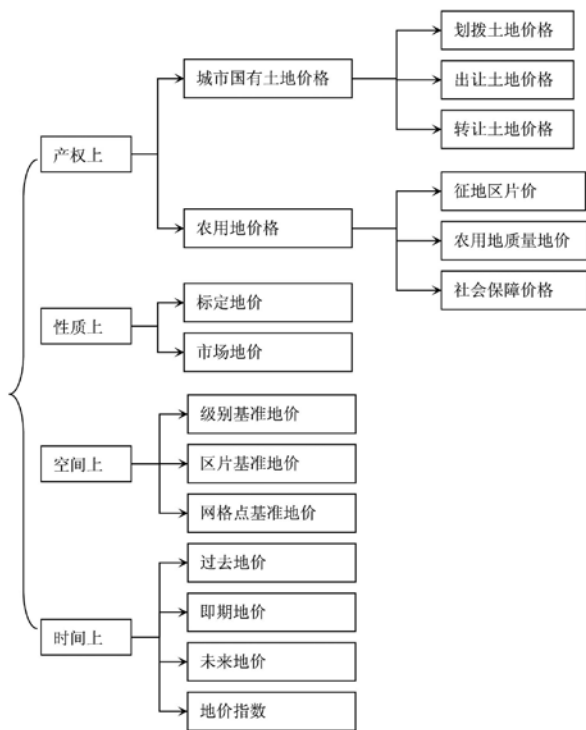 产权上
城市国有土地价格
划拨土地价格
出让土地价格
转让土地价格
农用地价格
征地区片价
农用地质量地价
社会保障价格
性质上
标定地价
市场地价
空间上
级别基准地价
区片基准地价
网格点基准地价
时间上
过去地价
即期地价
未来地价
地价指数